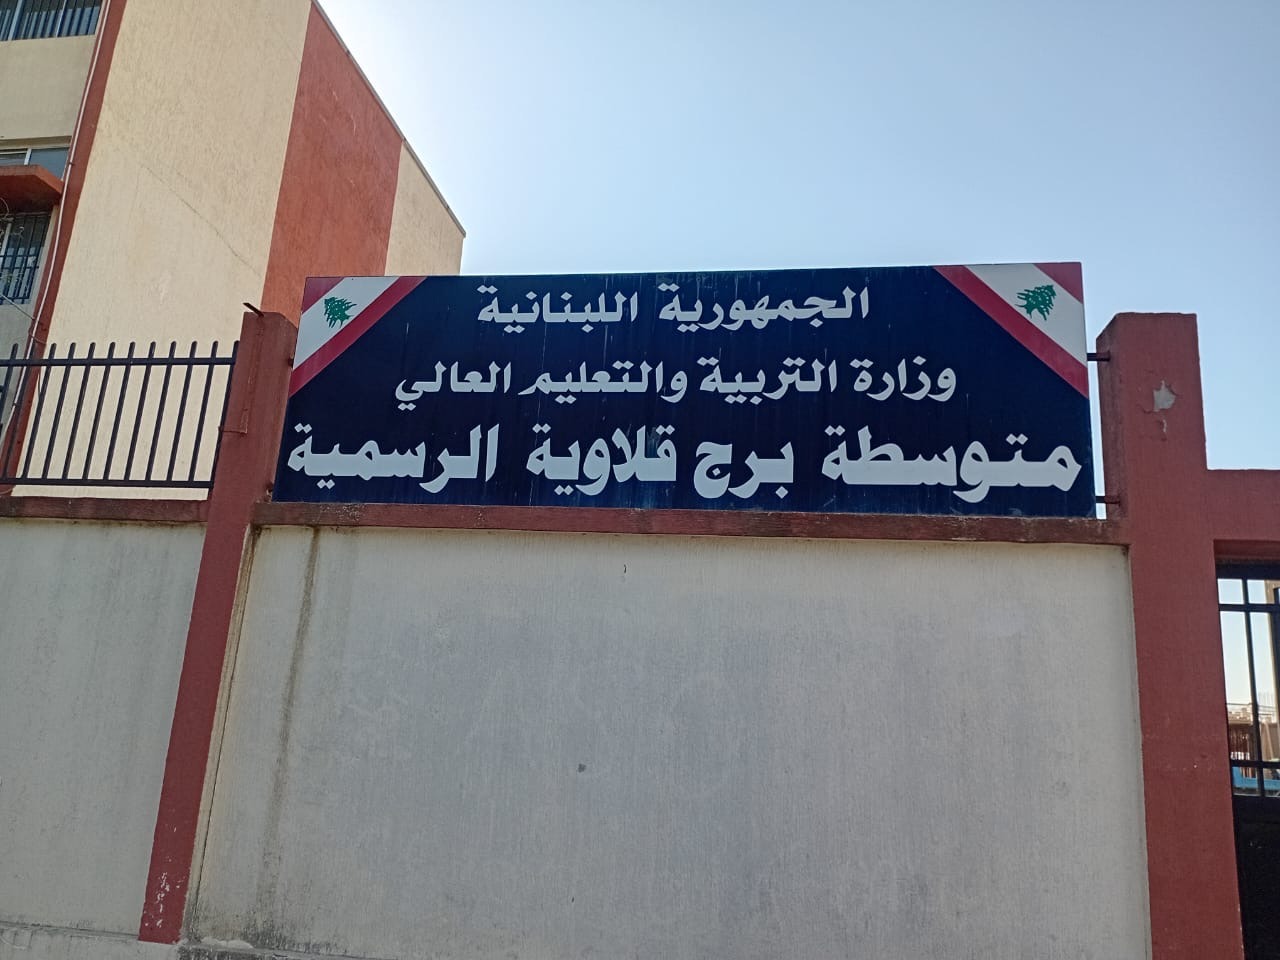 الجمهورية اللبنانية
وزارة التربية والتعليم العالي
متوسطة برج قلاوية الرسمية